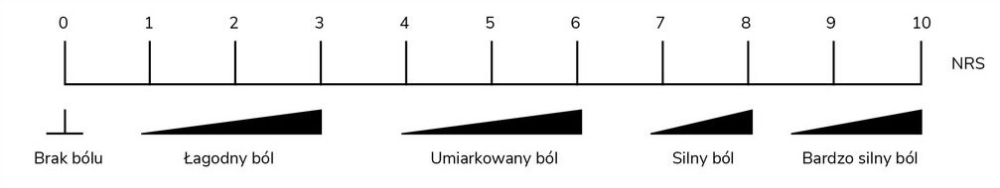 0 1 2 3 4 5 6 7 8 9 10
NRS
Brak bólu Łagodny ból Umiarkowany ból Silny ból Bardzo silny ból